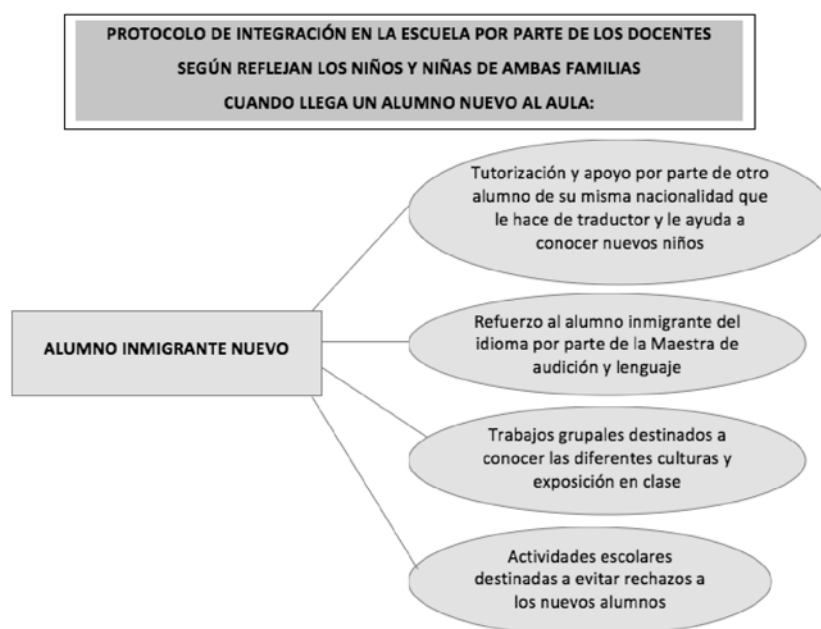 PROTOCOLO DE INTEGRACIÓN EN LA ESCUELA POR PARTE DE LOS DOCENTES
SEGÚN REFLEJAN LOS NIÑOS Y NIÑAS DE AMBAS FAMILIAS
CUANDO LLEGA UN ALUMNO NUEVO AL AULA:
Tutorización y apoyo por parte de otro
alumno de su misma nacionalidad que
le hace de traductor y le ayuda a
conocer nuevos niños
ALUMNO INMIGRANTE NUEVO
Refuerzo al alumno inmigrante del
idioma por parte de la Maestra de
audición y lenguaje
Trabajos grupales destinados a
conocer las diferentes culturas y
exposición en clase
Actividades escolares
destinadas a evitar rechazos a
los nuevos alumnos